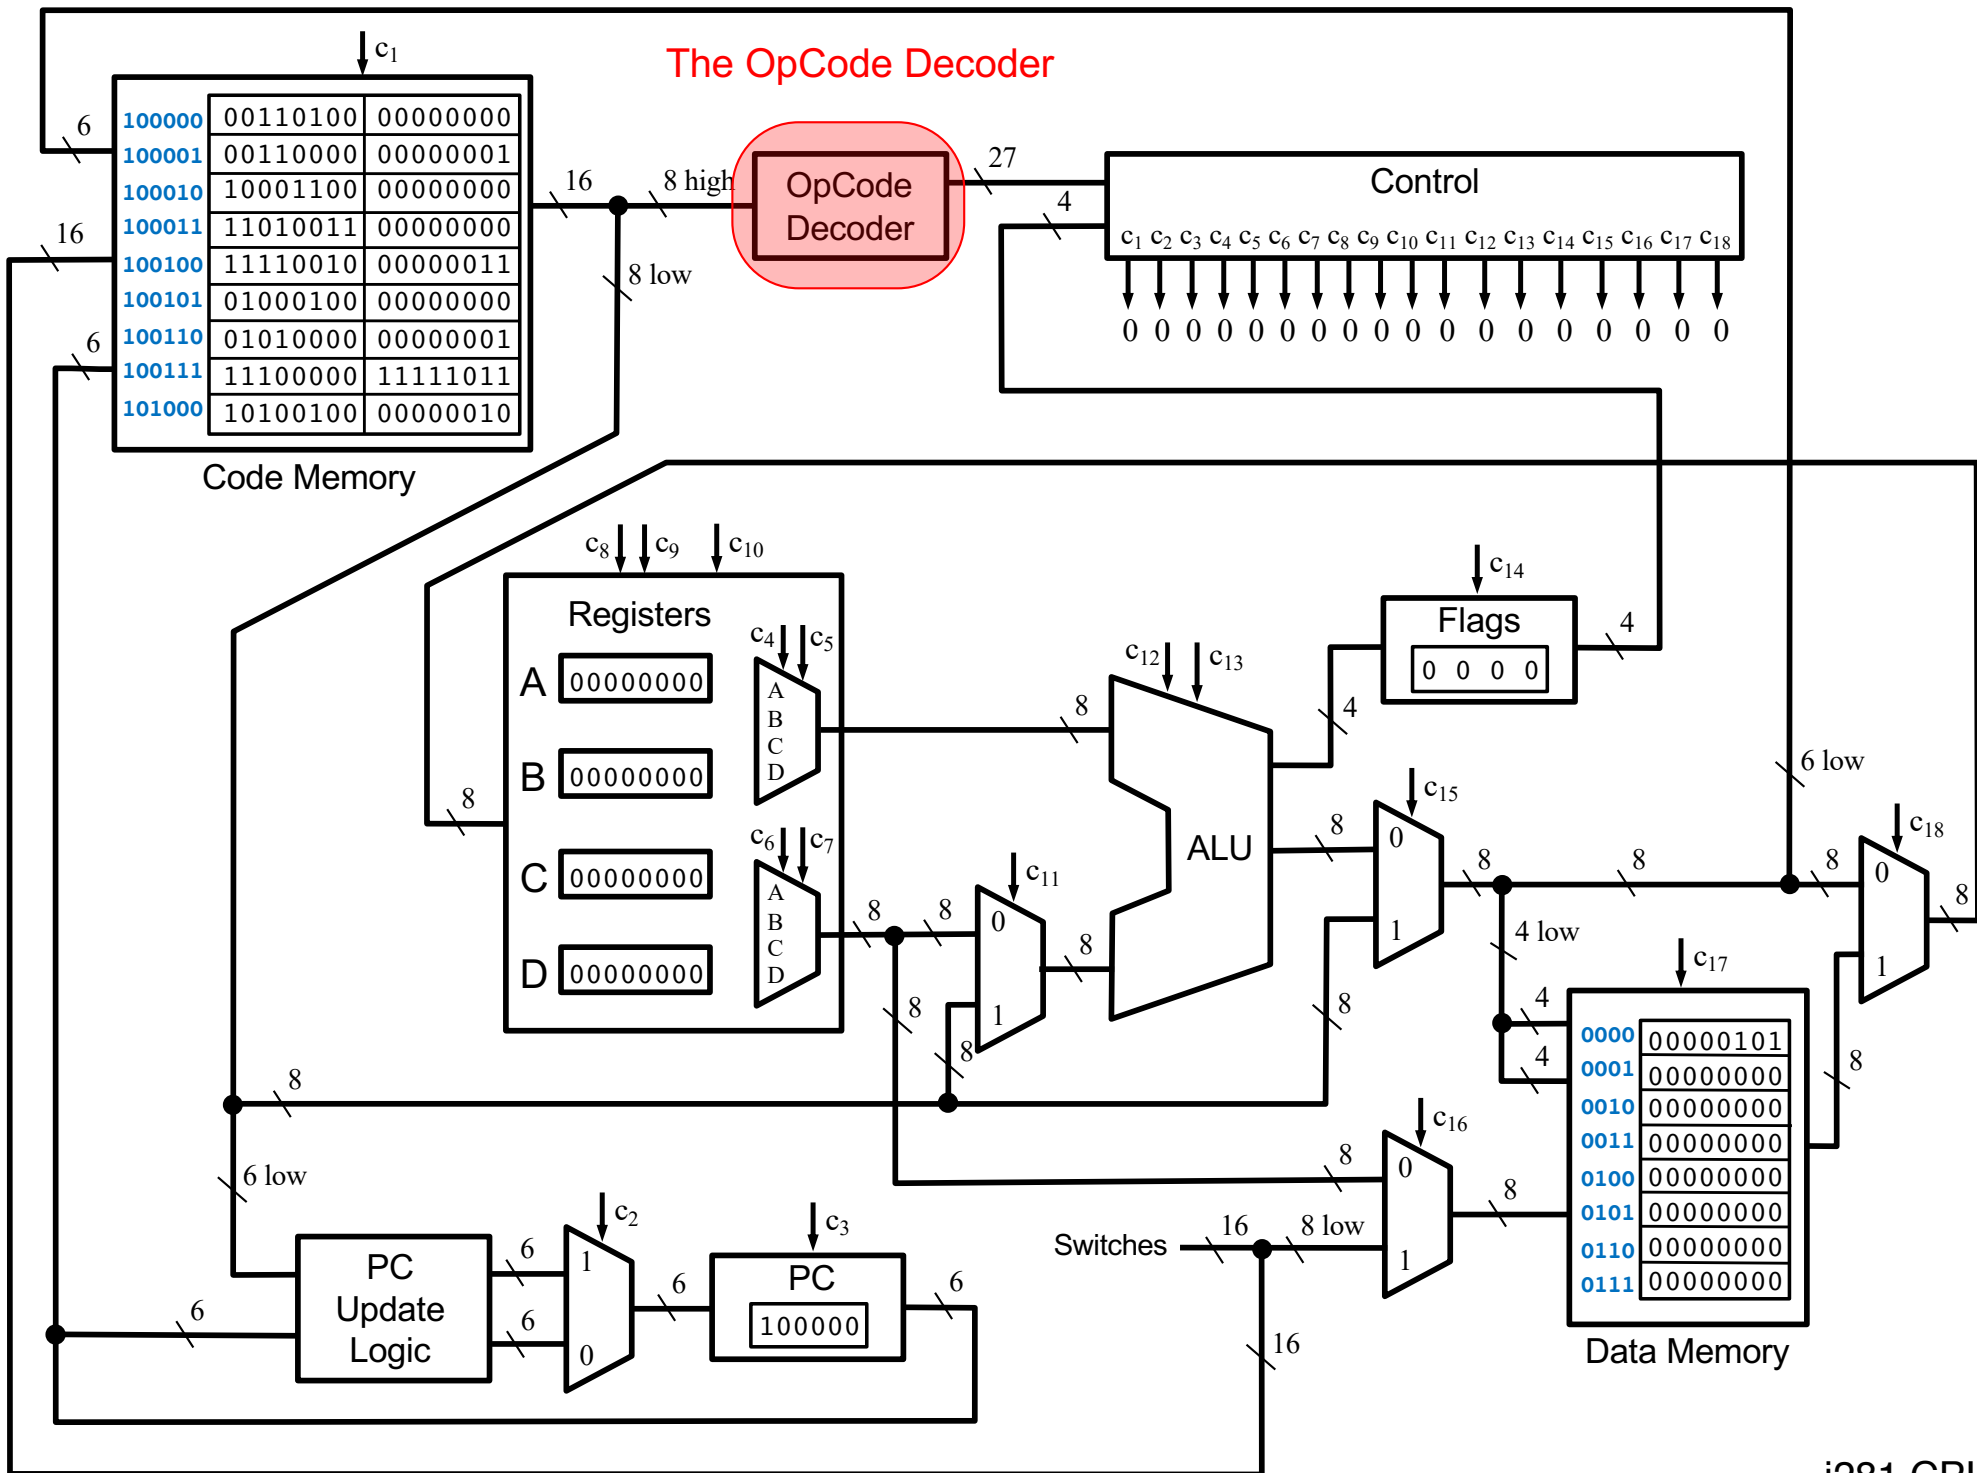 The OpCode Decoder
c1
6
16
6
100000 00110100 00000000
100001 00110000 00000001
100010 10001100 00000000
100011 11010011 00000000
100100 11110010 00000011
100101 01000100 00000000
100110 01010000 00000001
100111 11100000 11111011
101000 10100100 00000010
Code Memory
16
8 high
8 low
OpCode
Decoder
27
4
Control
c1 c2 c3 c4 c5 c6 c7 c8 c9 c10 c11 c12 c13 c14 c15 c16 c17 c18
0 0 0 0 0 0 0 0 0 0 0 0 0 0 0 0 0 0
c8 c9 c10
Registers
A 00000000
B 00000000
C 00000000
D 00000000
8
c4 c5
A
B
C
D
c6 c7
A
B
C
D
8
8
8
8
c11
0
1
8
8
c12 c13
ALU
c14
Flags
0 0 0 0
4
4
8
c15
0
1
8
8
8
6 low
8
4 low
4
4
c18
0
1
8
8
c17
0000 00000101
0001 00000000
0010 00000000
0011 00000000
0100 00000000
0101 00000000
0110 00000000
0111 00000000
Data Memory
8
6 low
6
PC
Update
Logic
6
6
c2
1
0
6
c3
PC
100000
6
Switches
16
8 low
16
8
c16
0
1
8